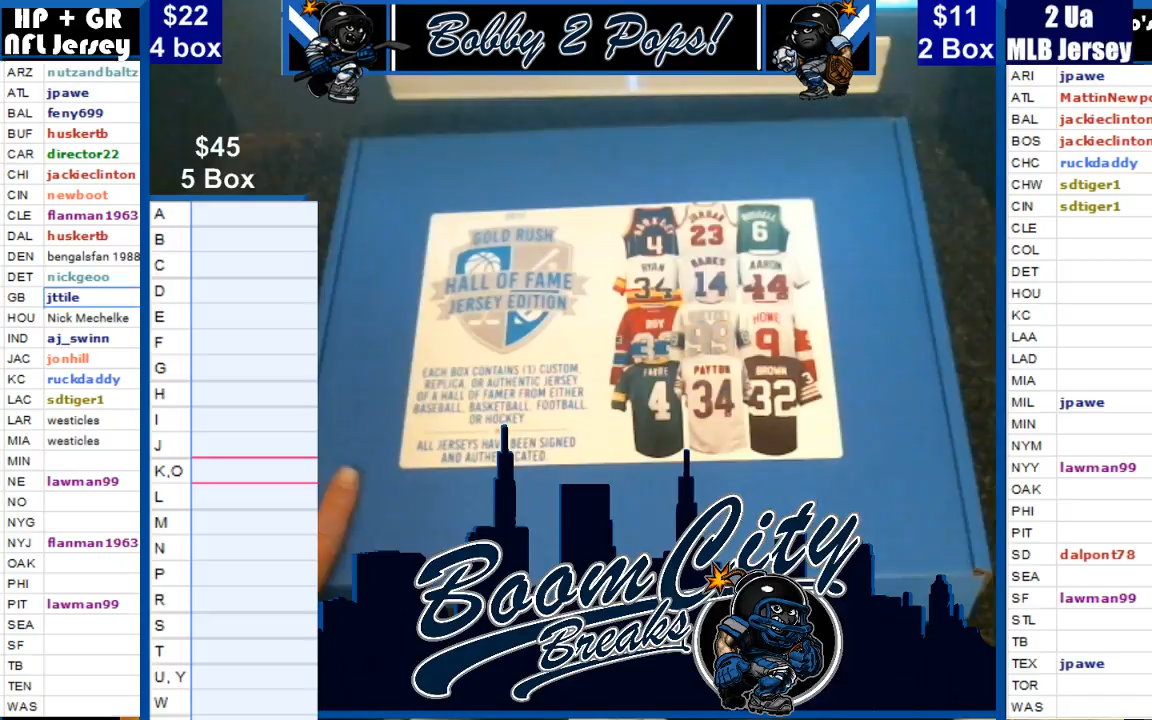 HP + GR
NFL Jersey
$22
4 box
Bobby 2 Pops!
$11
2 Box
2 Ua
MLB Jersey
ARZ nutzandbaltz
ATL jpawe
BAL feny699
BUF huskertb
CAR director22
CHI jackieclinton
CIN newboot
CLE flanman1963
DAL huskertb
DEN bengalsfan 1988
DET nickgeoo
GB jttile
HOU Nick Mechelke
IND aj_swinn
JAC jonhill
KC ruckdaddy
LAC sdtiger1
LAR westicles
MIA westicles
MIN
NE lawman99
NO
NYG
NYJ flanman1963
OAK
PHI
PIT lawman99
SEA
SF
TB
TEN
WAS
$45
5 Box
A
B
C
D
E
F
G
H
I
J
K,O
L
M
N
P
R
S
T
U, Y
W
GOLD RUSH
HALL OF FAME
JERSEY EDITION
EACH BOX CONTAINS (1) CUSTOM
REPLICA OR AUTHENTIC JERSEY
OF A HALL OF FAMER FROM EITHER
BASEBALL, BASKETBALL, FOOTBALL
OR HOCKEY
ALL JERSEYS HAVE BEEN SIGNED
AND AUTHENTICATED.
BARKLEY 4
JORDAN 23
RUSSELL 6
RYAN 34
BANKS 14
AARON 44
ROY 33
99
HOWE 9
FAVRE 4
PAYTON 34
BROWN 32
Boom City
Breaks
ARI jpawe
ATL MattinNewpo
BAL jackieclinton
BOS jackieclinton
CHC ruckdaddy
CHW sdtiger1
CIN sdtiger1
CLE
COL
DET
HOU
KC
LAA
LAD
MIA
MIL jpawe
MIN
NYM
NYY lawman99
OAK
PHI
PIT
SD dalpont78
SEA
SF lawman99
STL
TB
TEX jpawe
TOR
WAS